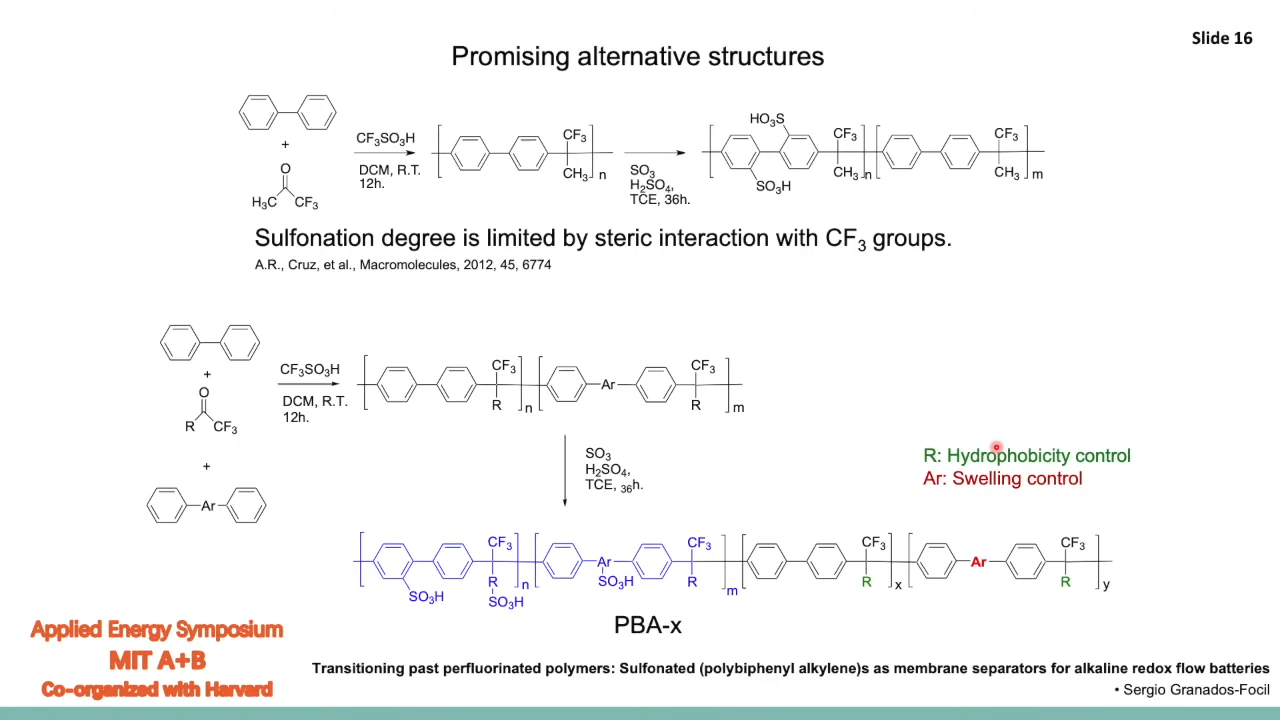 Slide 16
Promising alternative structures
+
O
H₃C CF₃
CF₃SO₃H
DCM, R.T.
12h.
CF₃
CH₃
n
SO₃
H₂SO₄,
TCE, 36h.
HO₃S
SO₃H
CF₃
CH₃
n
CF₃
CH₃
m
Sulfonation degree is limited by steric interaction with CF₃ groups.
A.R., Cruz, et al., Macromolecules, 2012, 45, 6774
+
O
R CF₃
+
Ar
CF₃SO₃H
DCM, R.T.
12h.
CF₃
R
n
Ar
CF₃
R
m
SO₃
H₂SO₄,
TCE, 36h.
R: Hydrophobicity control
Ar: Swelling control
SO₃H
CF₃
R
SO₃H
n
Ar
SO₃H
CF₃
R
m
CF₃
R
x
Ar
CF₃
R
y
PBA-x
Applied Energy Symposium
MIT A+B
Co-organized with Harvard
Transitioning past perfluorinated polymers: Sulfonated (polybiphenyl alkylene)s as membrane separators for alkaline redox flow batteries
• Sergio Granados-Focil